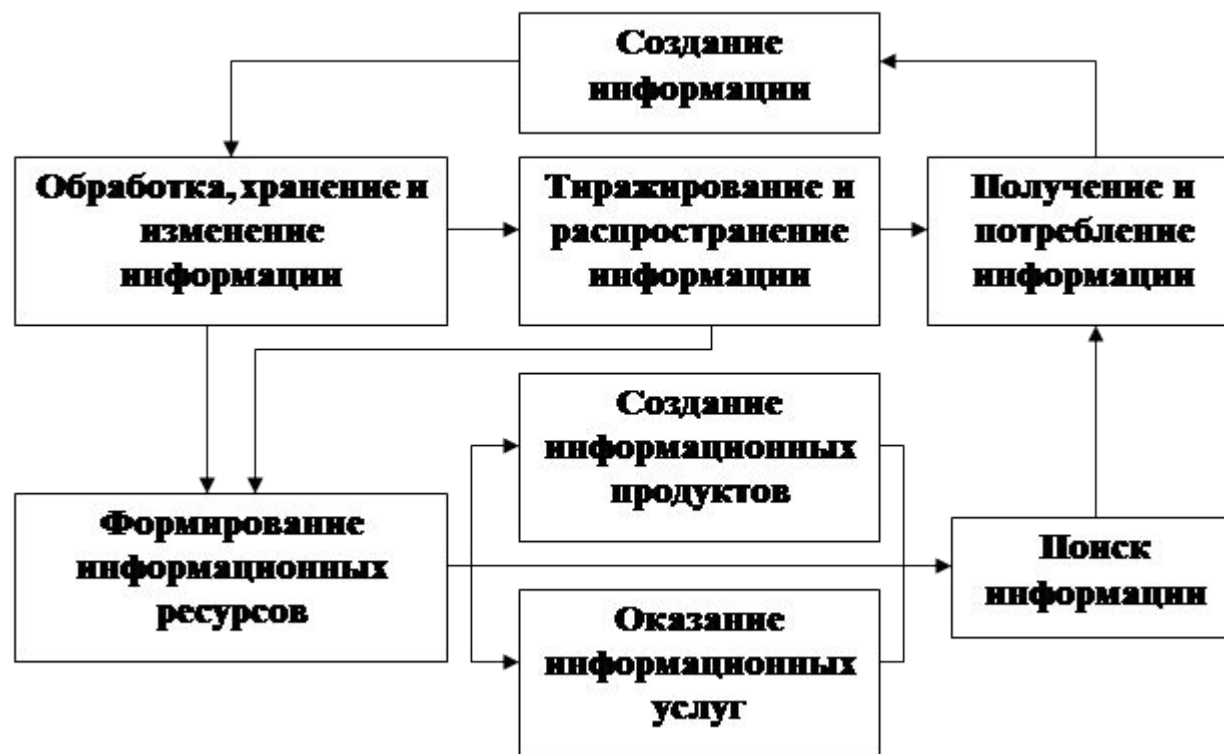 Создание
информации
Обработка, хранение и
изменение
информации
Тиражирование и
распространение
информации
Получение и
потребление
информации
Создание
информационных
продуктов
Формирование
информационных
ресурсов
Поиск
информации
Оказание
информационных
услуг